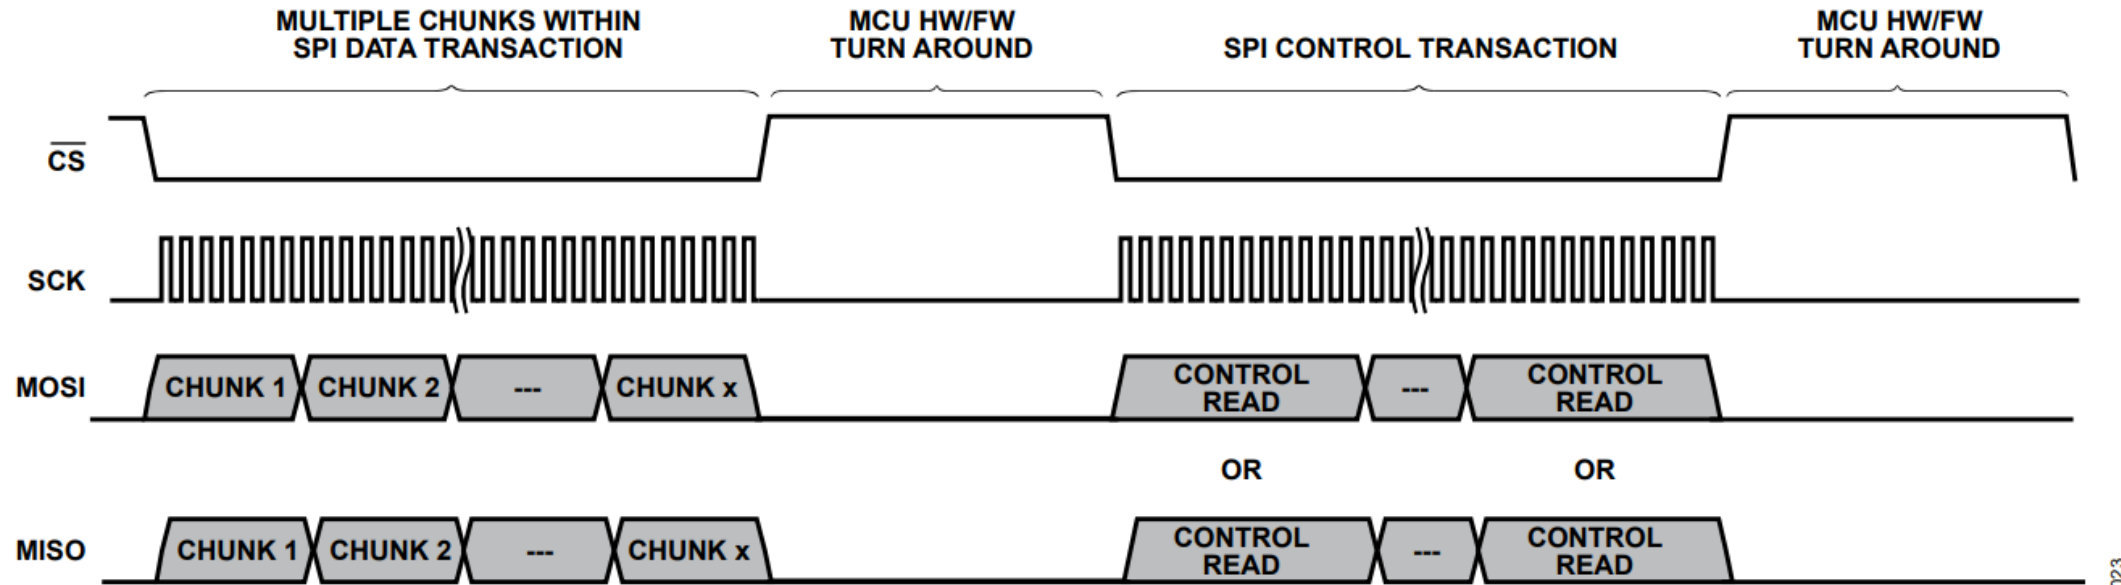 MULTIPLE CHUNKS WITHIN
SPI DATA TRANSACTION
MCU HW/FW
TURN AROUND
SPI CONTROL TRANSACTION
MCU HW/FW
TURN AROUND
CS
SCK
MOSI
CHUNK 1
CHUNK 2
---
CHUNK x
CONTROL
READ
---
CONTROL
READ
OR
OR
MISO
CHUNK 1
CHUNK 2
---
CHUNK x
CONTROL
READ
---
CONTROL
READ